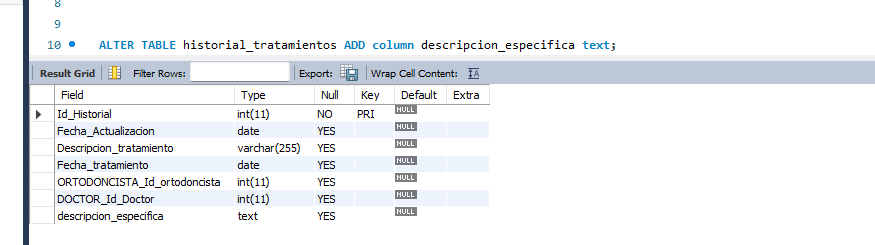 8
9
10 ALTER TABLE historial_tratamientos ADD column descripcion_especifica text;
Result Grid Filter Rows: Export: Wrap Cell Content:
Field Type Null Key Default Extra
Id_Historial int(11) NO PRI NULL
Fecha_Actualizacion date YES NULL
Descripcion_tratamiento varchar(255) YES NULL
Fecha_tratamiento date YES NULL
ORTODONCISTA_Id_ortodoncista int(11) YES NULL
DOCTOR_Id_Doctor int(11) YES NULL
descripcion_especifica text YES NULL